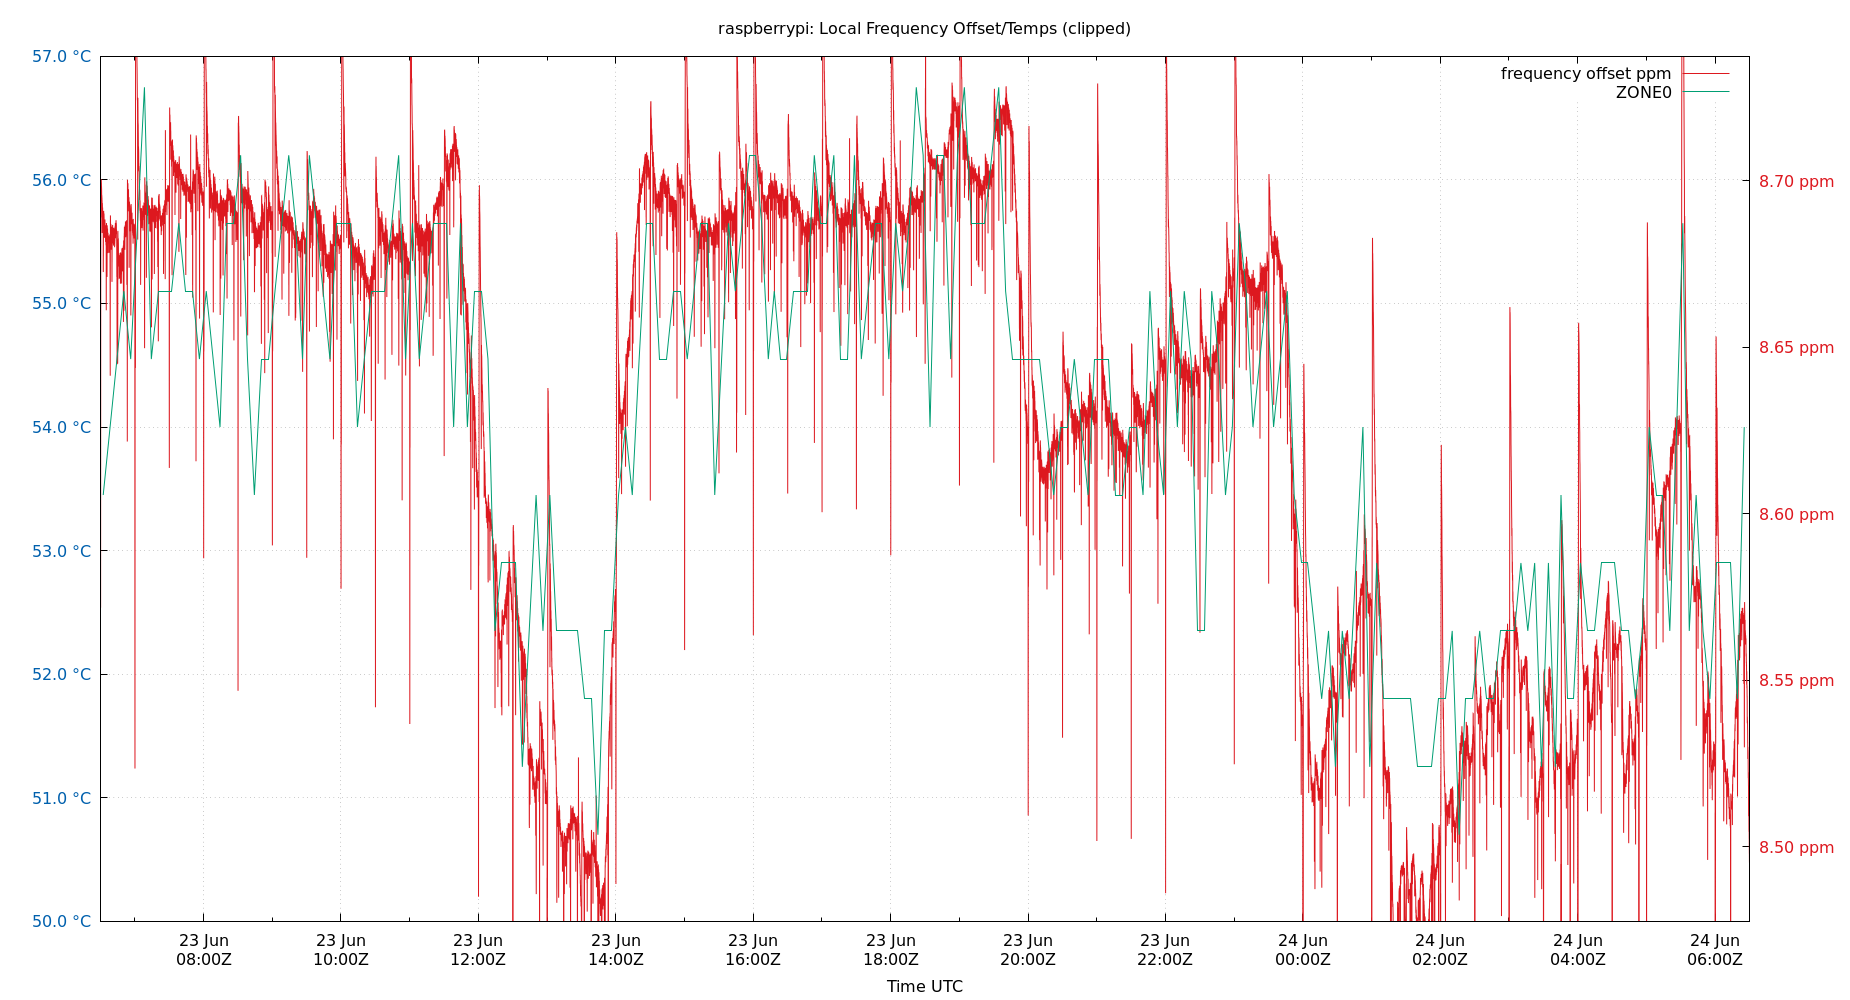 raspberrypi: Local Frequency Offset/Temps (clipped)
frequency offset ppm
ZONE0
57.0 °C
56.0 °C
55.0 °C
54.0 °C
53.0 °C
52.0 °C
51.0 °C
50.0 °C
8.70 ppm
8.65 ppm
8.60 ppm
8.55 ppm
8.50 ppm
23 Jun 23 Jun 23 Jun 23 Jun 23 Jun 23 Jun 23 Jun 23 Jun 24 Jun 24 Jun 24 Jun 24 Jun
08:00Z 10:00Z 12:00Z 14:00Z 16:00Z 18:00Z 20:00Z 22:00Z 00:00Z 02:00Z 04:00Z 06:00Z
Time UTC